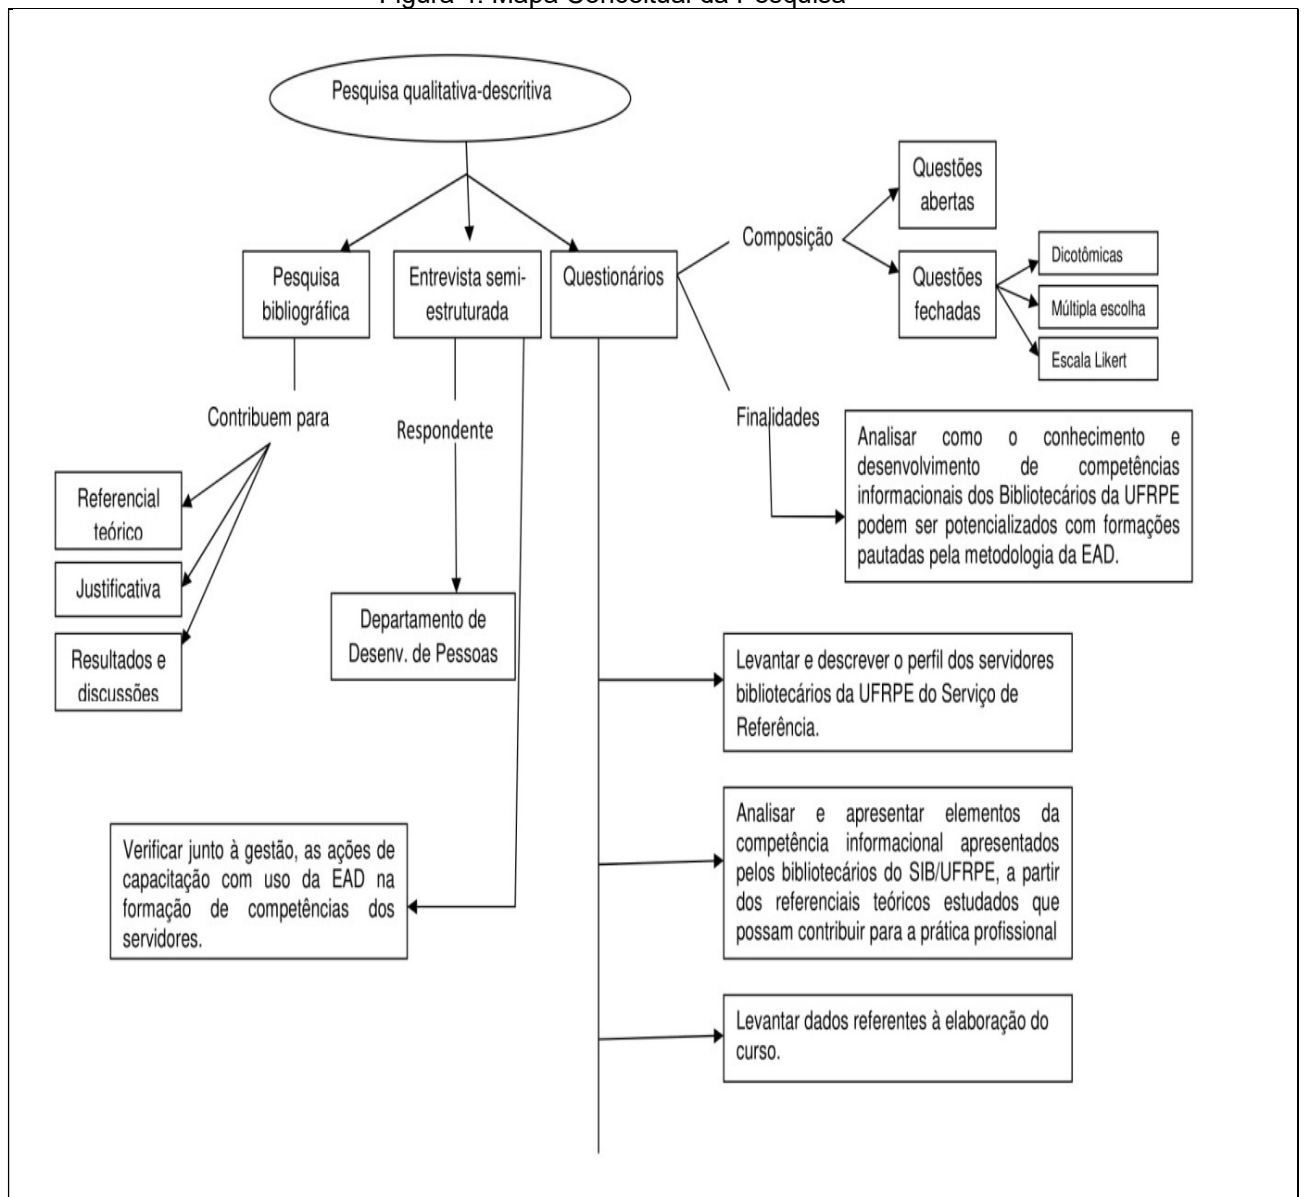 Pesquisa qualitativa-descritiva
Pesquisa
bibliográfica
Entrevista semi-
estruturada
Questionários
Composição
Questões
abertas
Questões
fechadas
Dicotômicas
Múltipla escolha
Escala Likert
Contribuem para
Referencial
teórico
Justificativa
Resultados e
discussões
Respondente
Departamento de
Desenv. de Pessoas
Finalidades
Analisar como o conhecimento e
desenvolvimento de competências
informacionais dos Bibliotecários da UFRPE
podem ser potencializados com formações
pautadas pela metodologia da EAD.
Levantar e descrever o perfil dos servidores
bibliotecários da UFRPE do Serviço de
Referência.
Verificar junto à gestão, as ações de
capacitação com uso da EAD na
formação de competências dos
servidores.
Analisar e apresentar elementos da
competência informacional apresentados
pelos bibliotecários do SIB/UFRPE, a partir
dos referenciais teóricos estudados que
possam contribuir para a prática profissional
Levantar dados referentes à elaboração do
curso.